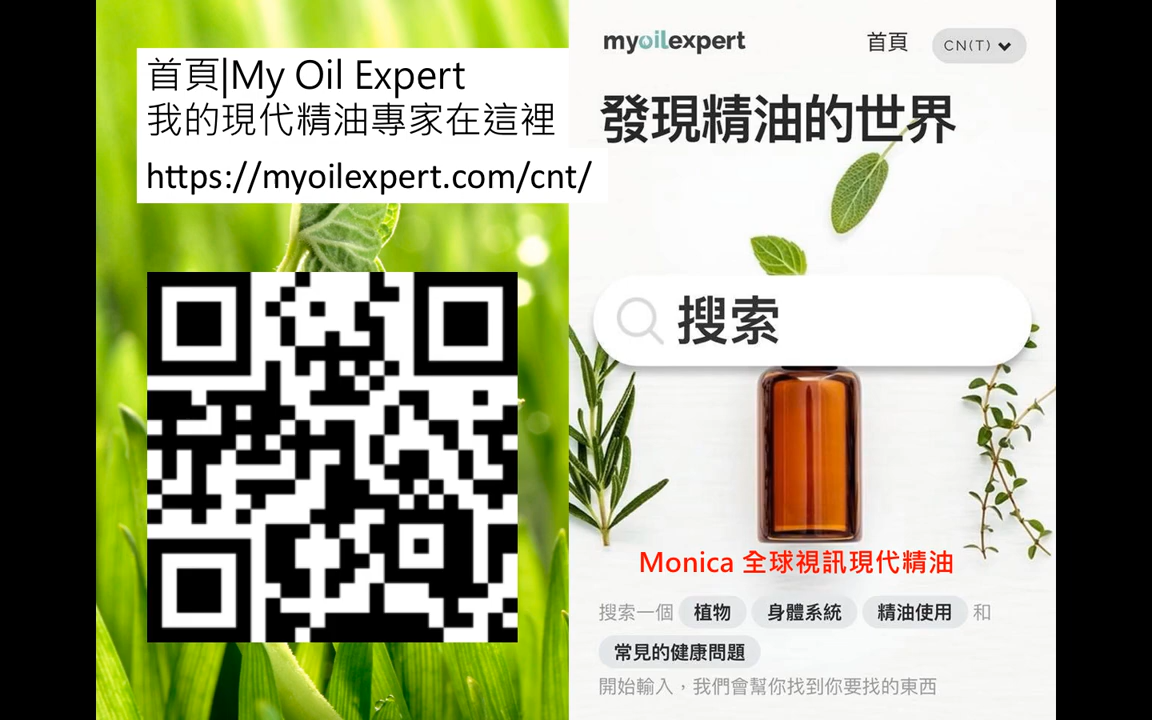 首頁|My Oil Expert
我的現代精油專家在這裡
https://myoilexpert.com/cnt/
myoilexpert
首頁
CN(T)
發現精油的世界
搜索
Monica 全球視訊現代精油
搜索一個 植物 身體系統 精油使用 和
常見的健康問題
開始輸入，我們會幫你找到你要找的東西